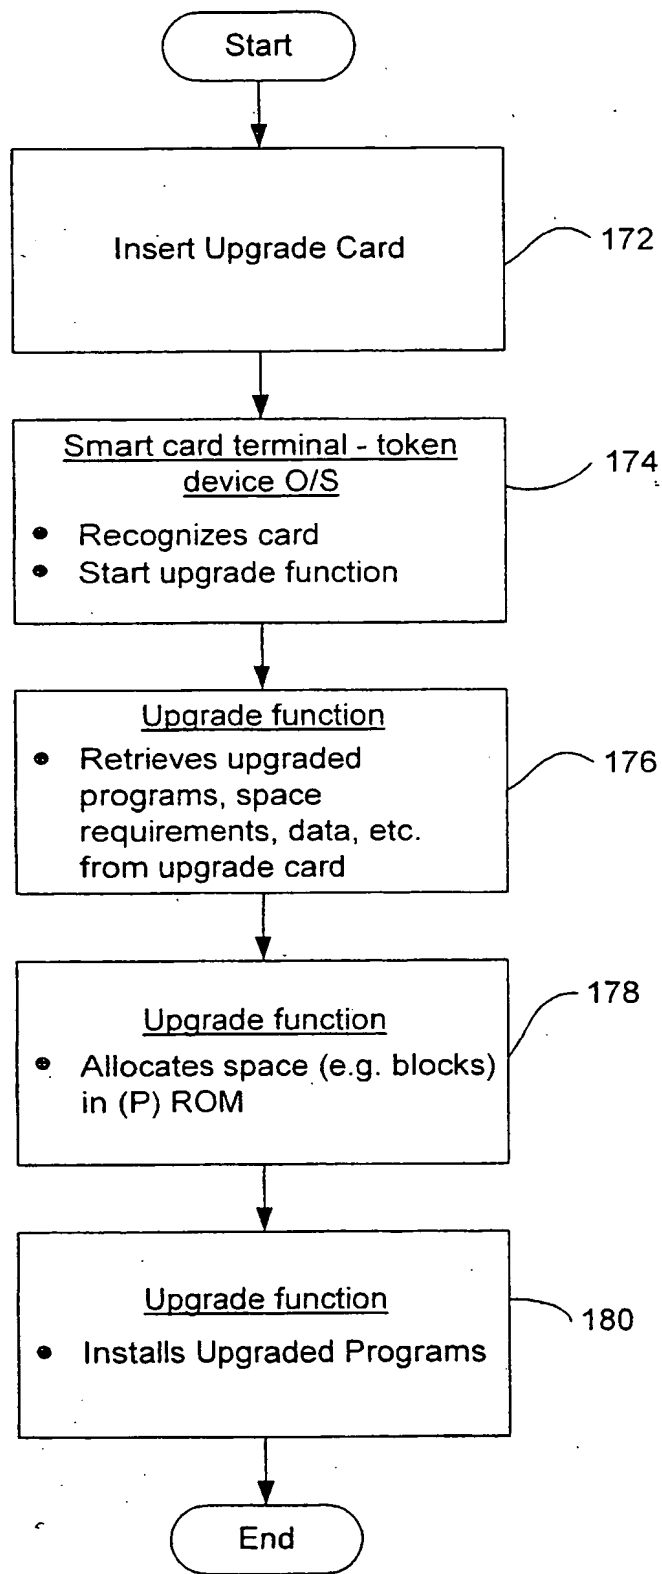 Start
Insert Upgrade Card
172
Smart card terminal - token
device O/S
• Recognizes card
• Start upgrade function
174
Upgrade function
• Retrieves upgraded
programs, space
requirements, data, etc.
from upgrade card
176
Upgrade function
• Allocates space (e.g. blocks)
in (P) ROM
178
Upgrade function
• Installs Upgraded Programs
180
End